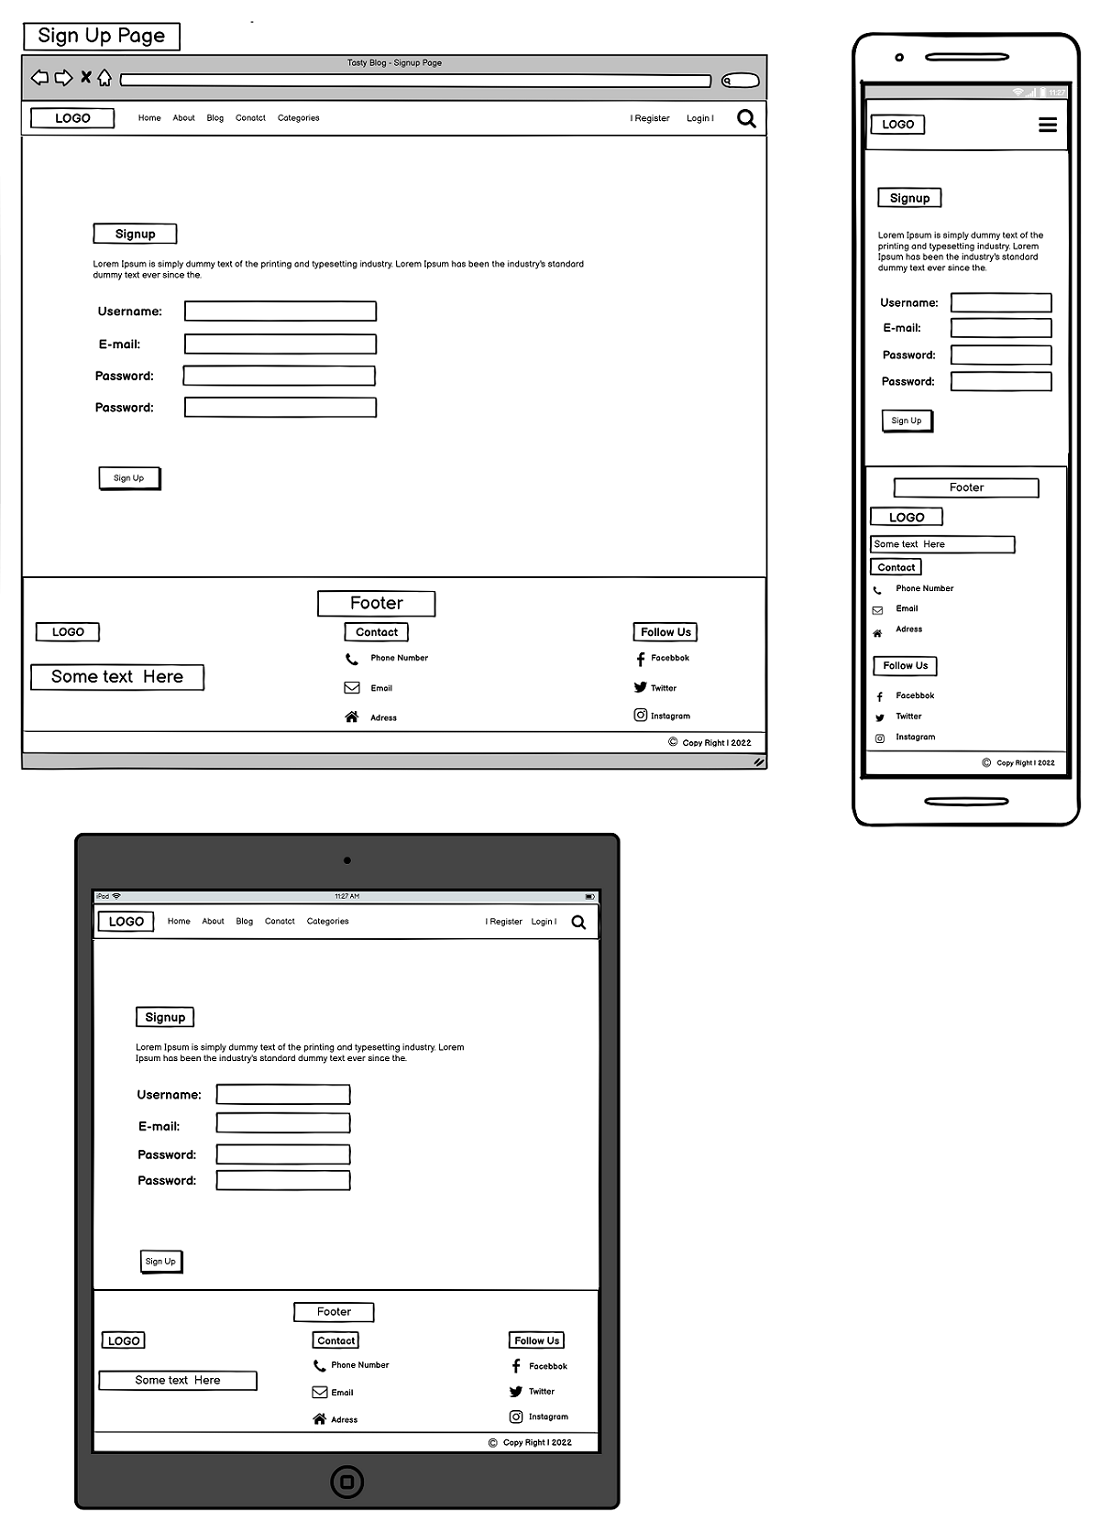 Sign Up Page
Tasty Blog - Signup Page
LOGO Home About Blog Conatct Categories I Register Login I
Signup
Lorem Ipsum is simply dummy text of the printing and typesetting industry. Lorem Ipsum has been the industry's standard
dummy text ever since the.
Username:
E-mail:
Password:
Password:
Sign Up
Footer
LOGO Contact Follow Us
Phone Number Facebbok
Some text Here
Email Twitter
Adress Instagram
© Copy Right I 2022
11:27
LOGO
Signup
Lorem Ipsum is simply dummy text of the
printing and typesetting industry. Lorem
Ipsum has been the industry's standard
dummy text ever since the.
Username:
E-mail:
Password:
Password:
Sign Up
Footer
LOGO
Some text Here
Contact
Phone Number
Email
Adress
Follow Us
Facebbok
Twitter
Instagram
© Copy Right I 2022
iPad 11:27 AM
LOGO Home About Blog Conatct Categories I Register Login I
Signup
Lorem Ipsum is simply dummy text of the printing and typesetting industry. Lorem
Ipsum has been the industry's standard dummy text ever since the.
Username:
E-mail:
Password:
Password:
Sign Up
Footer
LOGO Contact Follow Us
Phone Number Facebbok
Some text Here
Email Twitter
Adress Instagram
© Copy Right I 2022